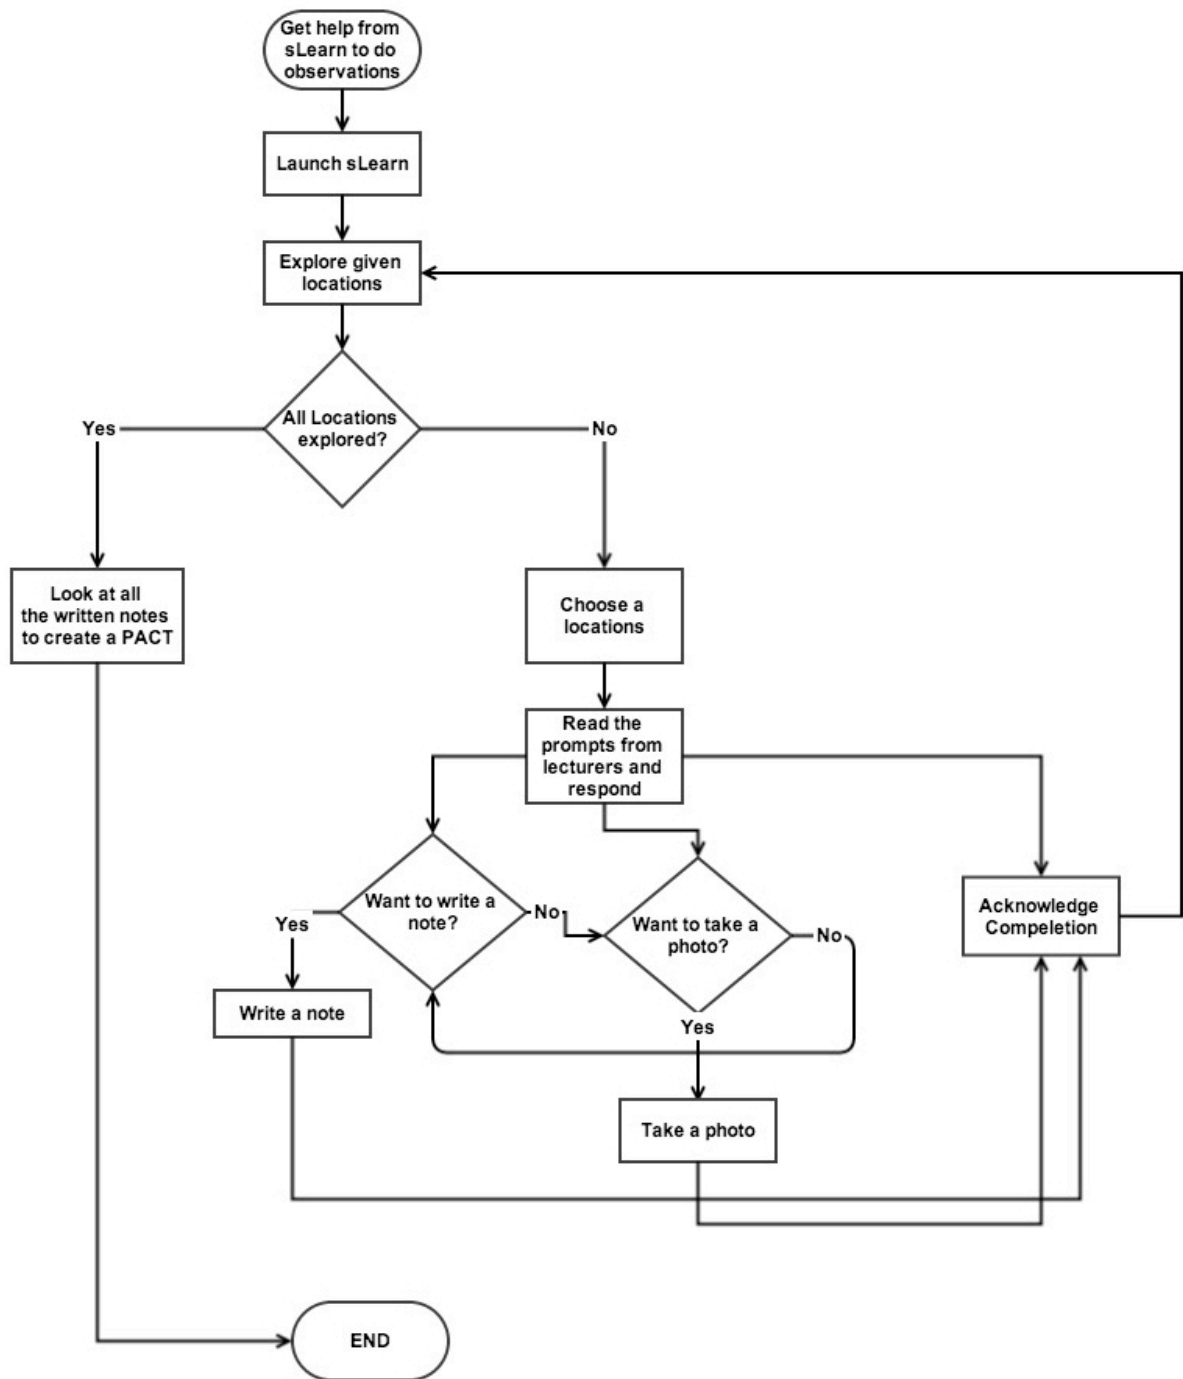 Get help from
sLearn to do
observations
Launch sLearn
Explore given
locations
All Locations
explored?
Yes
No
Look at all
the written notes
to create a PACT
Choose a
locations
Read the
prompts from
lecturers and
respond
Want to write a
note?
No
Want to take a
photo?
No
Acknowledge
Compeletion
Yes
Write a note
Yes
Take a photo
END